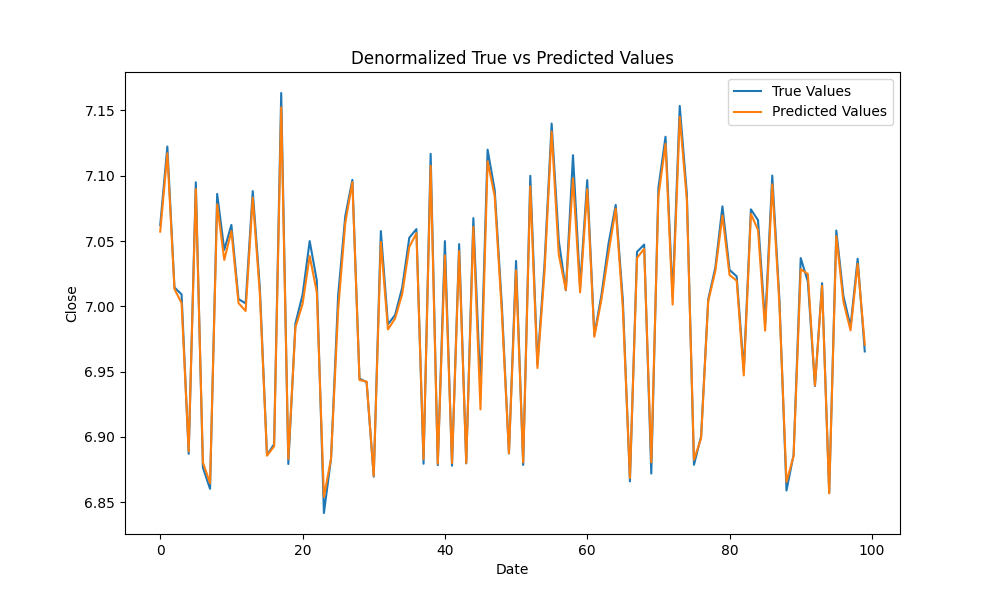 Denormalized True vs Predicted Values
True Values
Predicted Values
Close
7.15
7.10
7.05
7.00
6.95
6.90
6.85
0
20
40
60
80
100
Date